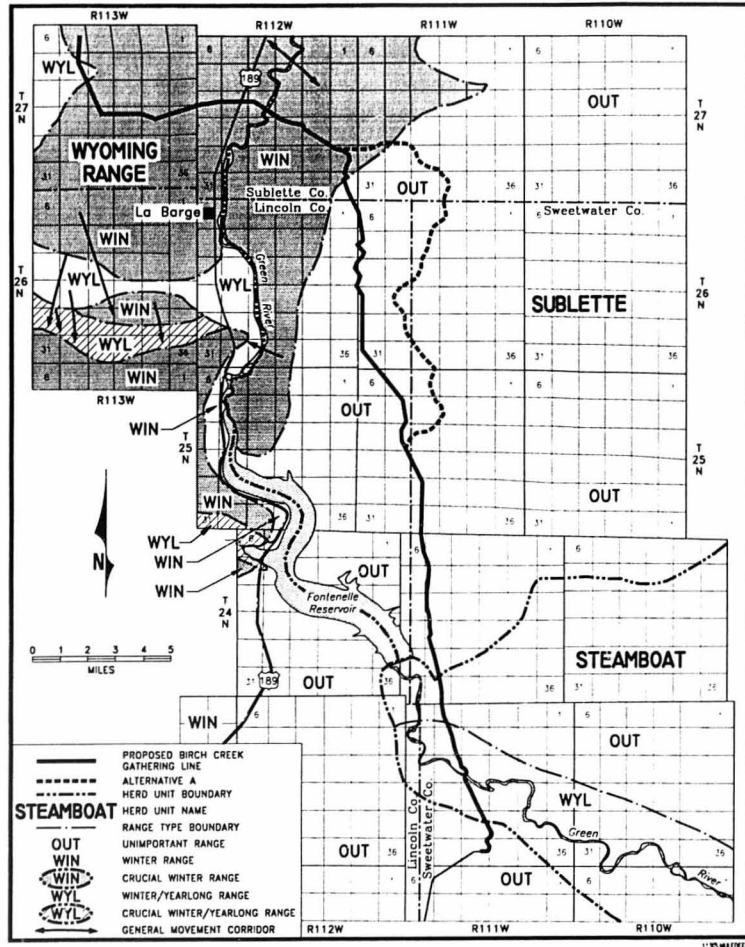 R113W
R112W
R111W
R110W
WYL
189
OUT
OUT
T 27 N
T 27 N
WYOMING
RANGE
WIN
OUT
Sublette Co.
Lincoln Co.
Sweetwater Co.
La Barge
WIN
WYL
Green
River
T 26 N
WYL
WIN
WYL
WIN
SUBLETTE
T 26 N
R113W
WIN
OUT
T 25 N
T 25 N
OUT
WIN
N
WYL
WIN
WIN
T 24 N
OUT
Fontenelle
Reservoir
0 1 2 3 4 5
MILES
STEAMBOAT
189
OUT
WIN
OUT
WYL
Green
River
Lincoln Co.
Sweetwater Co.
OUT
OUT
R112W
R111W
R110W
PROPOSED BIRCH CREEK
GATHERING LINE
ALTERNATIVE A
HERD UNIT BOUNDARY
STEAMBOAT HERD UNIT NAME
RANGE TYPE BOUNDARY
OUT UNIMPORTANT RANGE
WIN WINTER RANGE
WIN CRUCIAL WINTER RANGE
WYL WINTER/YEARLONG RANGE
WYL CRUCIAL WINTER/YEARLONG RANGE
GENERAL MOVEMENT CORRIDOR